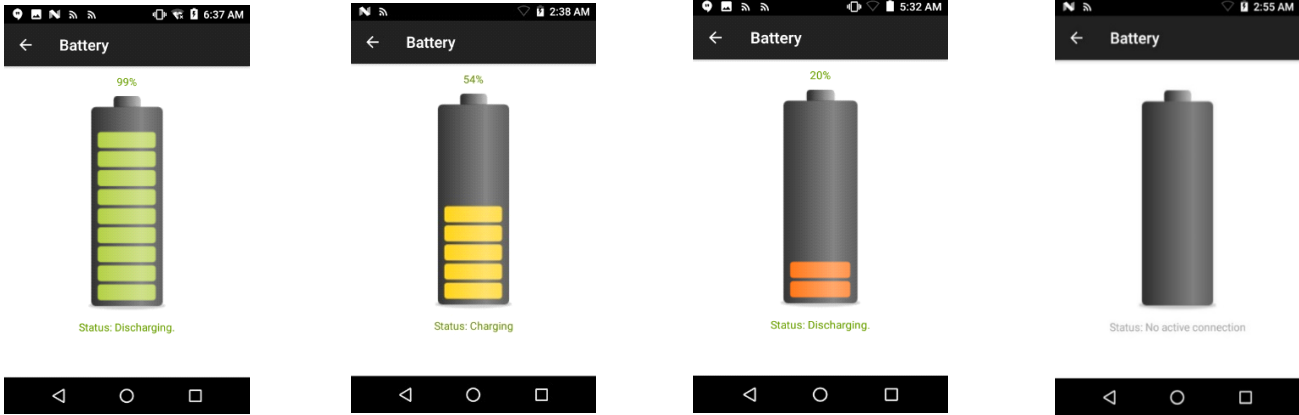 6:37 AM
Battery
99%
Status: Discharging.
2:38 AM
Battery
54%
Status: Charging
5:32 AM
Battery
20%
Status: Discharging.
2:55 AM
Battery
Status: No active connection